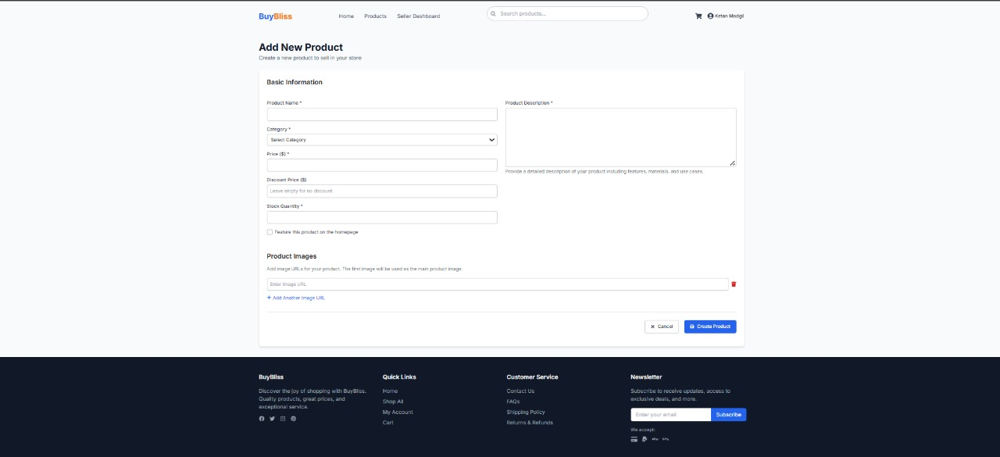 BuyBliss
Home
Products
Seller Dashboard
Search products...
Ketan Modgil
Add New Product
Create a new product to sell in your store
Basic Information
Product Name *
Product Description *
Category *
Select Category
Price ($) *
Provide a detailed description of your product including features, materials, and use cases.
Discount Price ($)
Leave empty for no discount
Stock Quantity *
Feature this product on the homepage
Product Images
Add image URLs for your product. The first image will be used as the main product image.
Enter image URL
+ Add Another Image URL
Cancel
Create Product
BuyBliss
Discover the joy of shopping with BuyBliss.
Quality products, great prices, and
exceptional service.
Quick Links
Home
Shop All
My Account
Cart
Customer Service
Contact Us
FAQs
Shipping Policy
Returns & Refunds
Newsletter
Subscribe to receive updates, access to
exclusive deals, and more.
Enter your email
Subscribe
We accept: